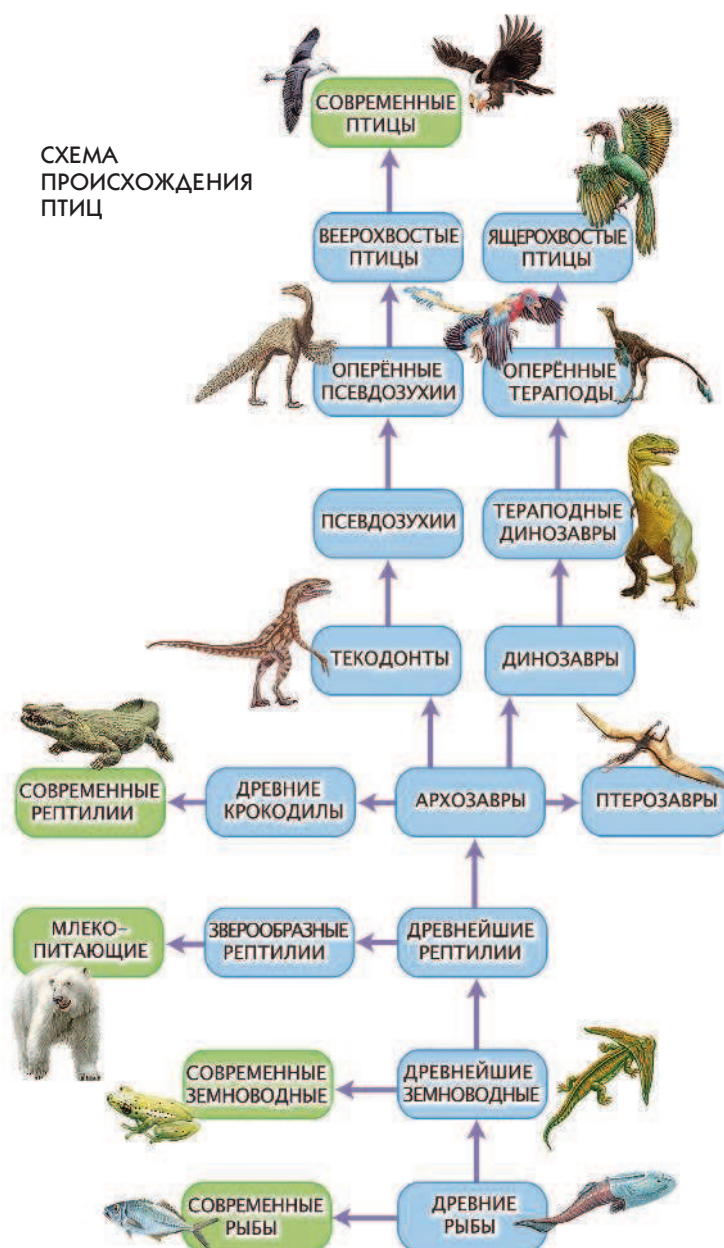 СОВРЕМЕННЫЕ
ПТИЦЫ
СХЕМА
ПРОИСХОЖДЕНИЯ
ПТИЦ
ВЕЕРОХВОСТЫЕ
ПТИЦЫ
ЯЩЕРОХВОСТЫЕ
ПТИЦЫ
ОПЕРЁННЫЕ
ПСЕВДОЗУХИИ
ОПЕРЁННЫЕ
ТЕРАПОДЫ
ПСЕВДОЗУХИИ
ТЕРАПОДНЫЕ
ДИНОЗАВРЫ
ТЕКОДОНТЫ
ДИНОЗАВРЫ
СОВРЕМЕННЫЕ
РЕПТИЛИИ
ДРЕВНИЕ
КРОКОДИЛЫ
АРХОЗАВРЫ
ПТЕРОЗАВРЫ
МЛЕКО-
ПИТАЮЩИЕ
ЗВЕРООБРАЗНЫЕ
РЕПТИЛИИ
ДРЕВНЕЙШИЕ
РЕПТИЛИИ
СОВРЕМЕННЫЕ
ЗЕМНОВОДНЫЕ
ДРЕВНЕЙШИЕ
ЗЕМНОВОДНЫЕ
СОВРЕМЕННЫЕ
РЫБЫ
ДРЕВНИЕ
РЫБЫ